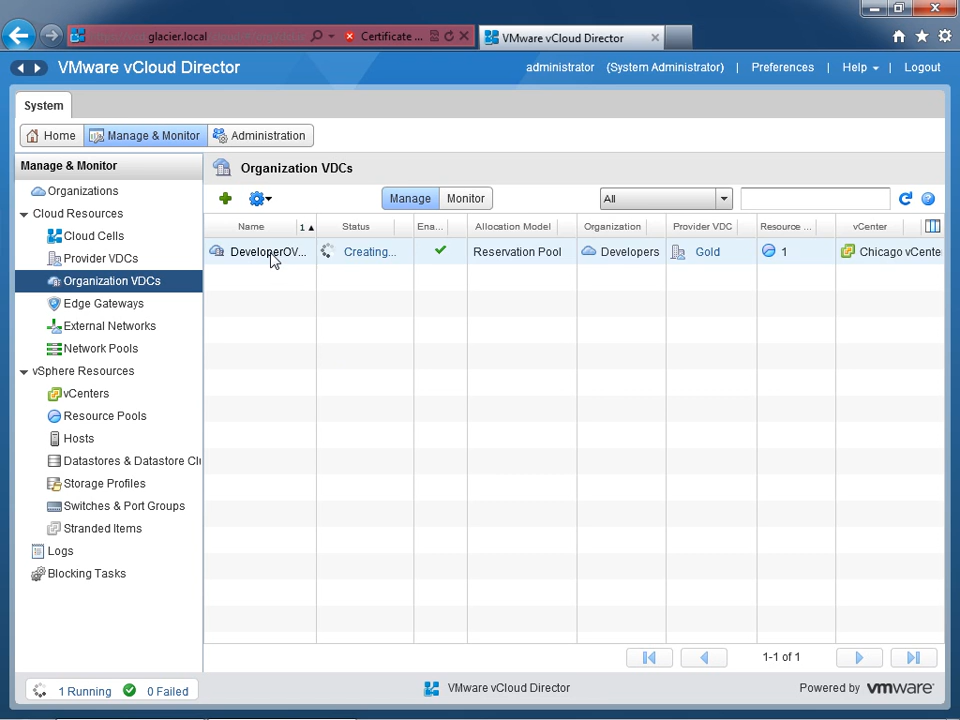 glacier.local
Certificate ...
VMware vCloud Director
VMware vCloud Director
administrator (System Administrator) | Preferences | Help | Logout
System
Home
Manage & Monitor
Administration
Manage & Monitor
Organizations
Cloud Resources
Cloud Cells
Provider VDCs
Organization VDCs
Edge Gateways
External Networks
Network Pools
vSphere Resources
vCenters
Resource Pools
Hosts
Datastores & Datastore Clu
Storage Profiles
Switches & Port Groups
Stranded Items
Logs
Blocking Tasks
Organization VDCs
Manage
Monitor
All
Name 1 Status Ena... Allocation Model Organization Provider VDC Resource ... vCenter
DeveloperOV... Creating... Reservation Pool Developers Gold 1 Chicago vCente
1-1 of 1
1 Running 0 Failed
VMware vCloud Director
Powered by vmware